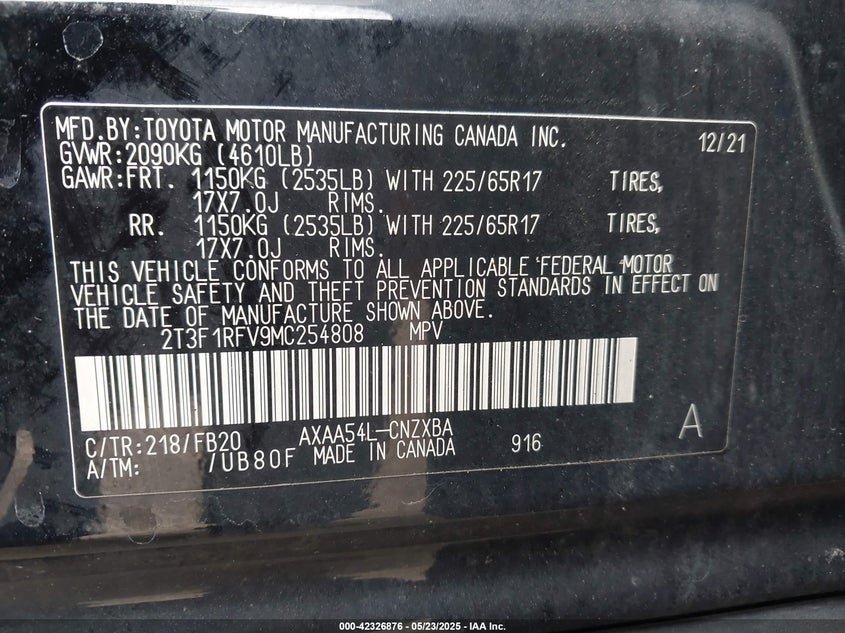 MFD.BY:TOYOTA MOTOR MANUFACTURING CANADA INC. 12/21
GVWR:2090KG (4610LB)
GAWR:FRT. 1150KG (2535LB) WITH 225/65R17 TIRES,
17X7.0J RIMS.
RR. 1150KG (2535LB) WITH 225/65R17 TIRES,
17X7.0J RIMS.
THIS VEHICLE CONFORMS TO ALL APPLICABLE FEDERAL MOTOR
VEHICLE SAFETY AND THEFT PREVENTION STANDARDS IN EFFECT ON
THE DATE OF MANUFACTURE SHOWN ABOVE.
2T3F1RFV9MC254808 MPV
C/TR:218/FB20 AXAA54L-CNZXBA A
A/TM: /UB80F MADE IN CANADA 916
000-42326876 - 05/23/2025 - IAA Inc.